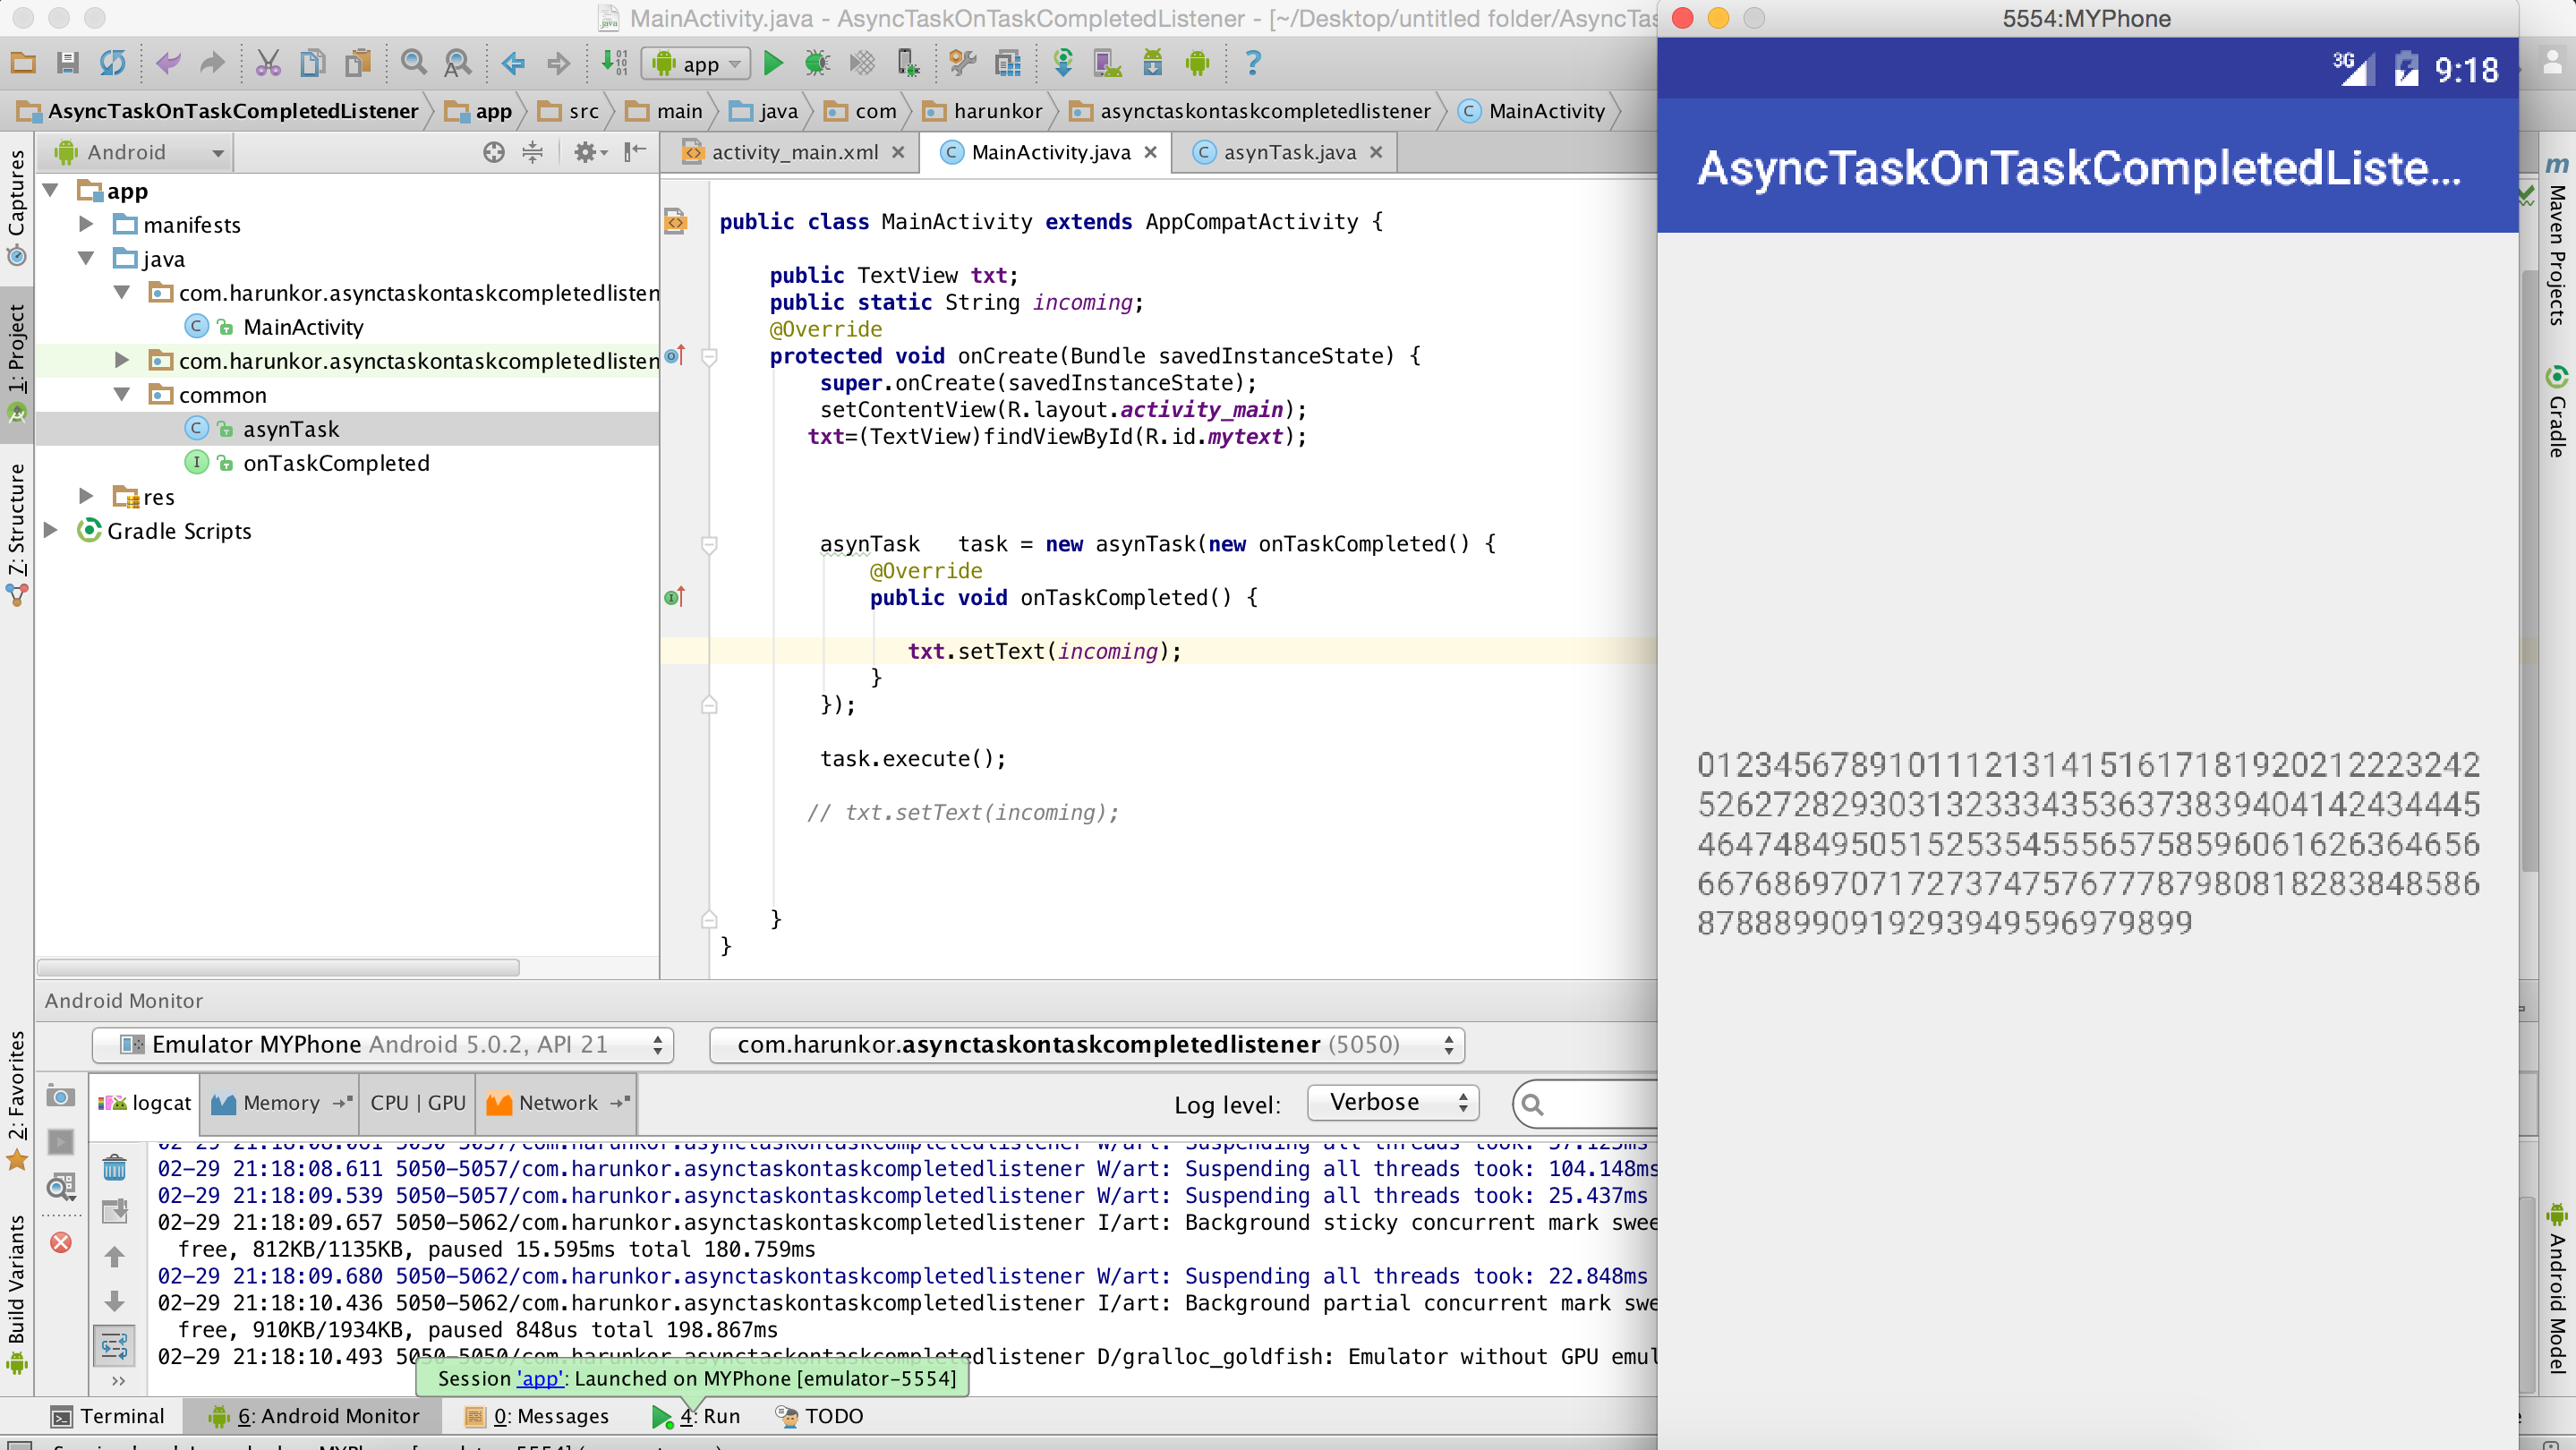 MainActivity.java - AsyncTaskOnTaskCompletedListener - [~/Desktop/untitled folder/AsyncTas
app
?
AsyncTaskOnTaskCompletedListener
app
src
main
java
com
harunkor
asynctaskontaskcompletedlistener
MainActivity
Captures
1: Project
7: Structure
2: Favorites
Build Variants
Android
app
manifests
java
com.harunkor.asynctaskontaskcompletedlisten
MainActivity
com.harunkor.asynctaskontaskcompletedlisten
common
asynTask
onTaskCompleted
res
Gradle Scripts
activity_main.xml
MainActivity.java
asynTask.java
public class MainActivity extends AppCompatActivity {
public TextView txt;
public static String incoming;
@Override
protected void onCreate(Bundle savedInstanceState) {
super.onCreate(savedInstanceState);
setContentView(R.layout.activity_main);
txt=(TextView)findViewById(R.id.mytext);
asynTask task = new asynTask(new onTaskCompleted() {
@Override
public void onTaskCompleted() {
txt.setText(incoming);
}
});
task.execute();
// txt.setText(incoming);
}
}
5554:MYPhone
3G
9:18
AsyncTaskOnTaskCompletedListe...
01234567891011121314151617181920212223242
52627282930313233343536373839404142434445
46474849505152535455565758596061626364656
66768697071727374757677787980818283848586
87888990919293949596979899
Maven Projects
Gradle
Android Model
Android Monitor
Emulator MYPhone Android 5.0.2, API 21
com.harunkor.asynctaskontaskcompletedlistener (5050)
logcat
Memory
CPU | GPU
Network
Log level:
Verbose
02-29 21:18:08.611 5050-5057/com.harunkor.asynctaskontaskcompletedlistener W/art: Suspending all threads took: 104.148ms
02-29 21:18:09.539 5050-5057/com.harunkor.asynctaskontaskcompletedlistener W/art: Suspending all threads took: 25.437ms
02-29 21:18:09.657 5050-5062/com.harunkor.asynctaskontaskcompletedlistener I/art: Background sticky concurrent mark swee
free, 812KB/1135KB, paused 15.595ms total 180.759ms
02-29 21:18:09.680 5050-5062/com.harunkor.asynctaskontaskcompletedlistener W/art: Suspending all threads took: 22.848ms
02-29 21:18:10.436 5050-5062/com.harunkor.asynctaskontaskcompletedlistener I/art: Background partial concurrent mark swe
free, 910KB/1934KB, paused 848us total 198.867ms
02-29 21:18:10.493 5050-5050/com.harunkor.asynctaskontaskcompletedlistener D/gralloc_goldfish: Emulator without GPU emul
Session 'app': Launched on MYPhone [emulator-5554]
Terminal
6: Android Monitor
0: Messages
4: Run
TODO